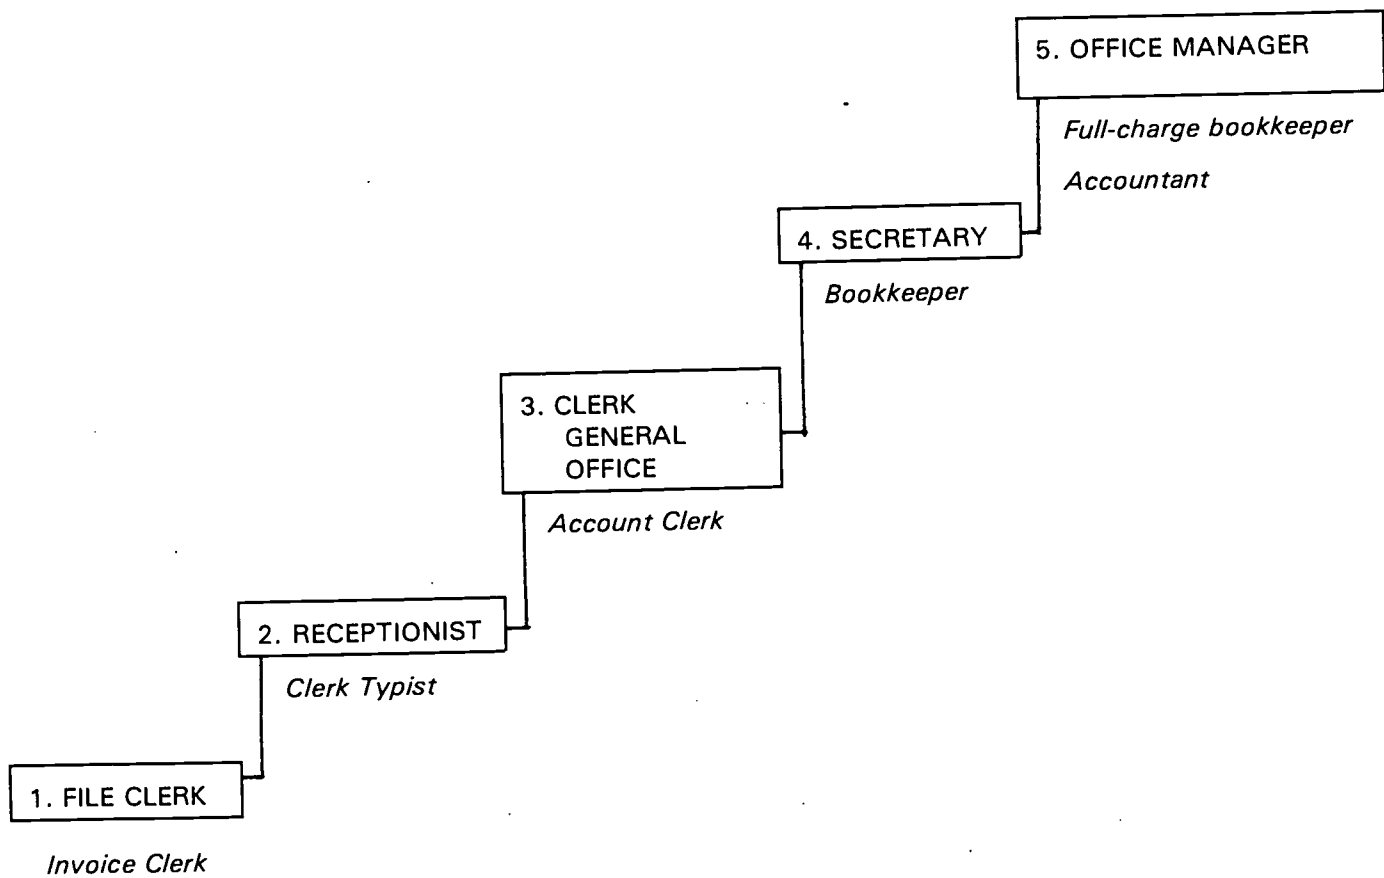 5. OFFICE MANAGER
Full-charge bookkeeper
Accountant
4. SECRETARY
Bookkeeper
3. CLERK
GENERAL
OFFICE
Account Clerk
2. RECEPTIONIST
Clerk Typist
1. FILE CLERK
Invoice Clerk